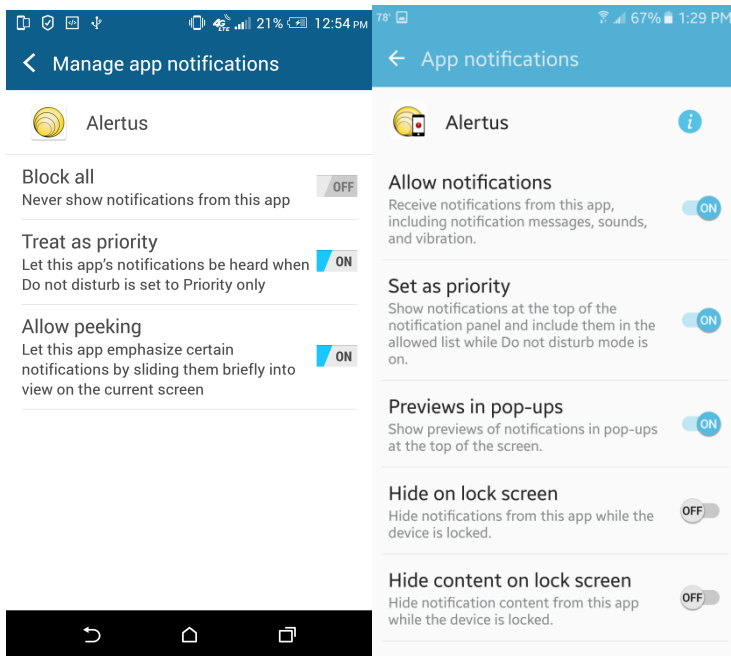 21% 12:54 PM
Manage app notifications
Alertus
Block all
Never show notifications from this app
OFF
Treat as priority
Let this app's notifications be heard when
Do not disturb is set to Priority only
ON
Allow peeking
Let this app emphasize certain
notifications by sliding them briefly into
view on the current screen
ON
78° 67% 1:29 PM
App notifications
Alertus
Allow notifications
Receive notifications from this app,
including notification messages, sounds,
and vibration.
ON
Set as priority
Show notifications at the top of the
notification panel and include them in the
allowed list while Do not disturb mode is
on.
ON
Previews in pop-ups
Show previews of notifications in pop-ups
at the top of the screen.
ON
Hide on lock screen
Hide notifications from this app while the
device is locked.
OFF
Hide content on lock screen
Hide notification content from this app
while the device is locked.
OFF